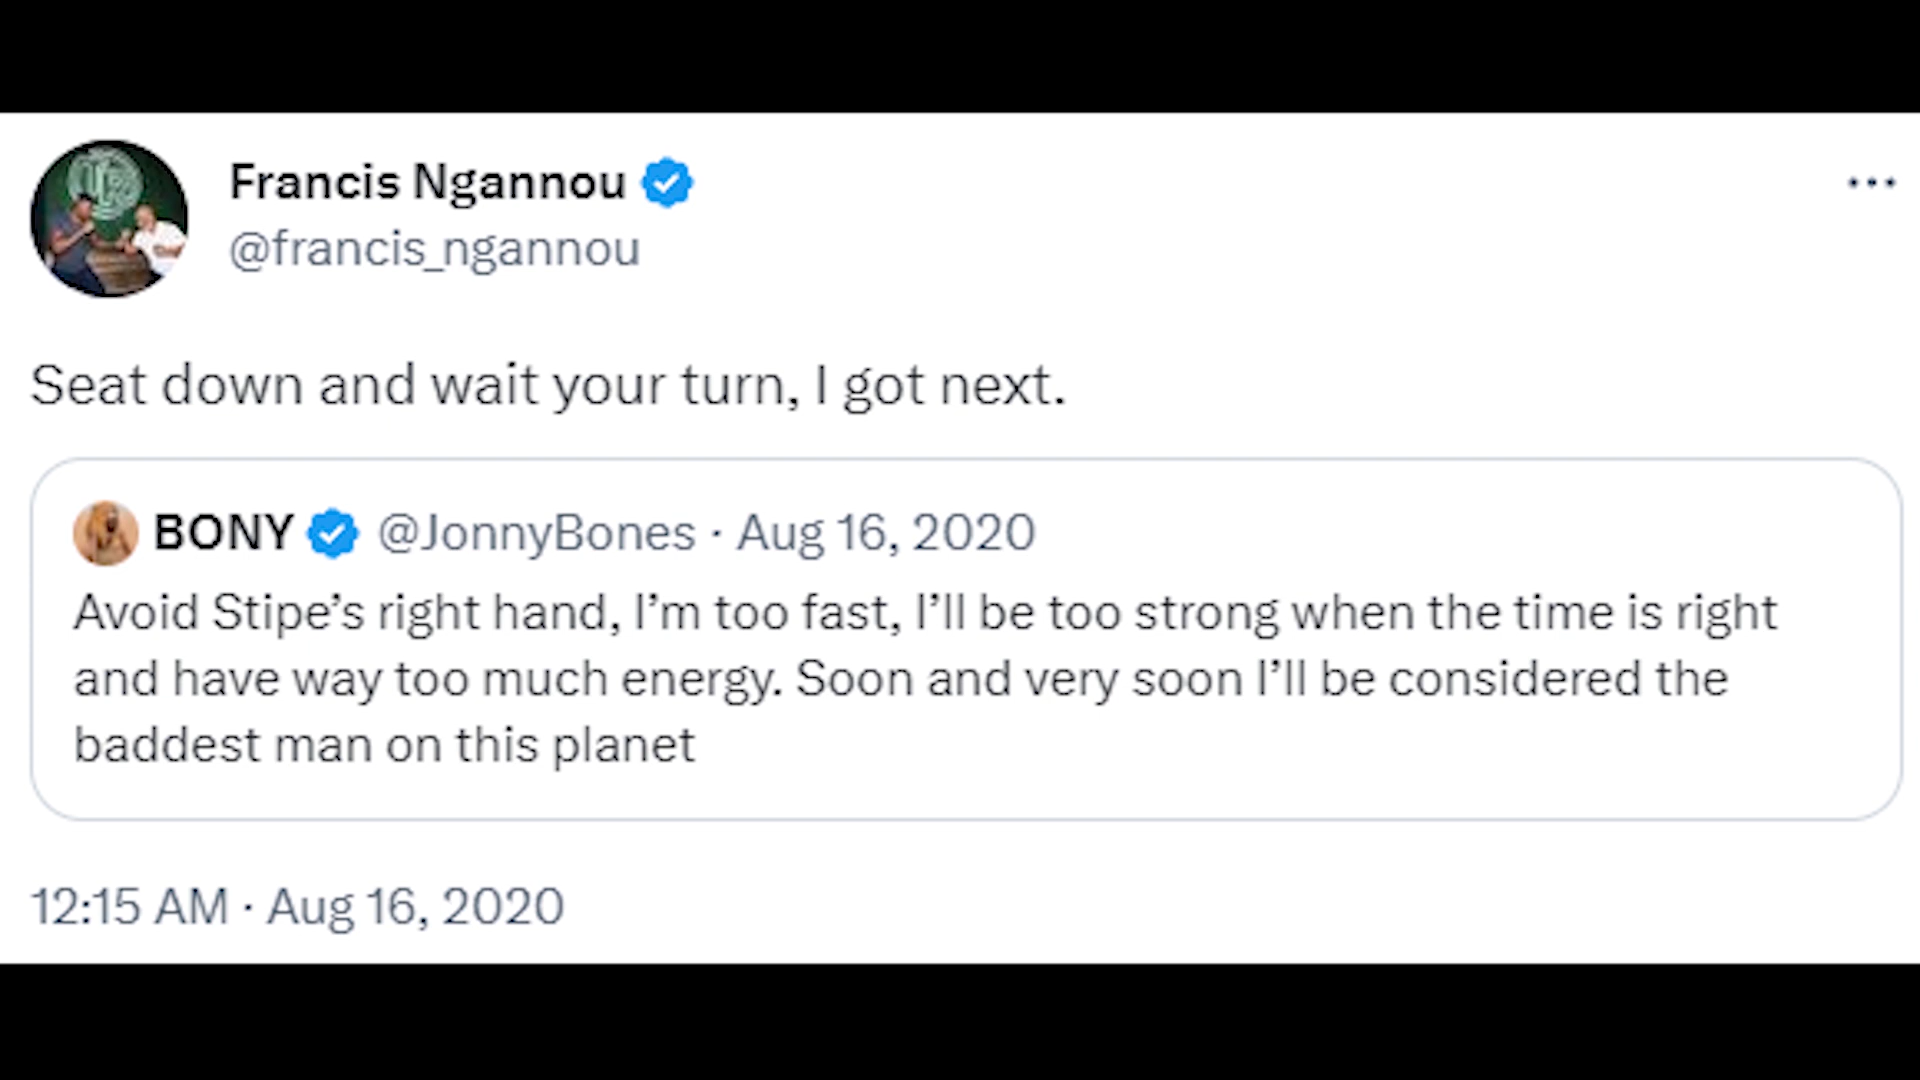 Francis Ngannou
@francis_ngannou
Seat down and wait your turn, I got next.
BONY @JonnyBones · Aug 16, 2020
Avoid Stipe’s right hand, I’m too fast, I’ll be too strong when the time is right
and have way too much energy. Soon and very soon I’ll be considered the
baddest man on this planet
12:15 AM · Aug 16, 2020